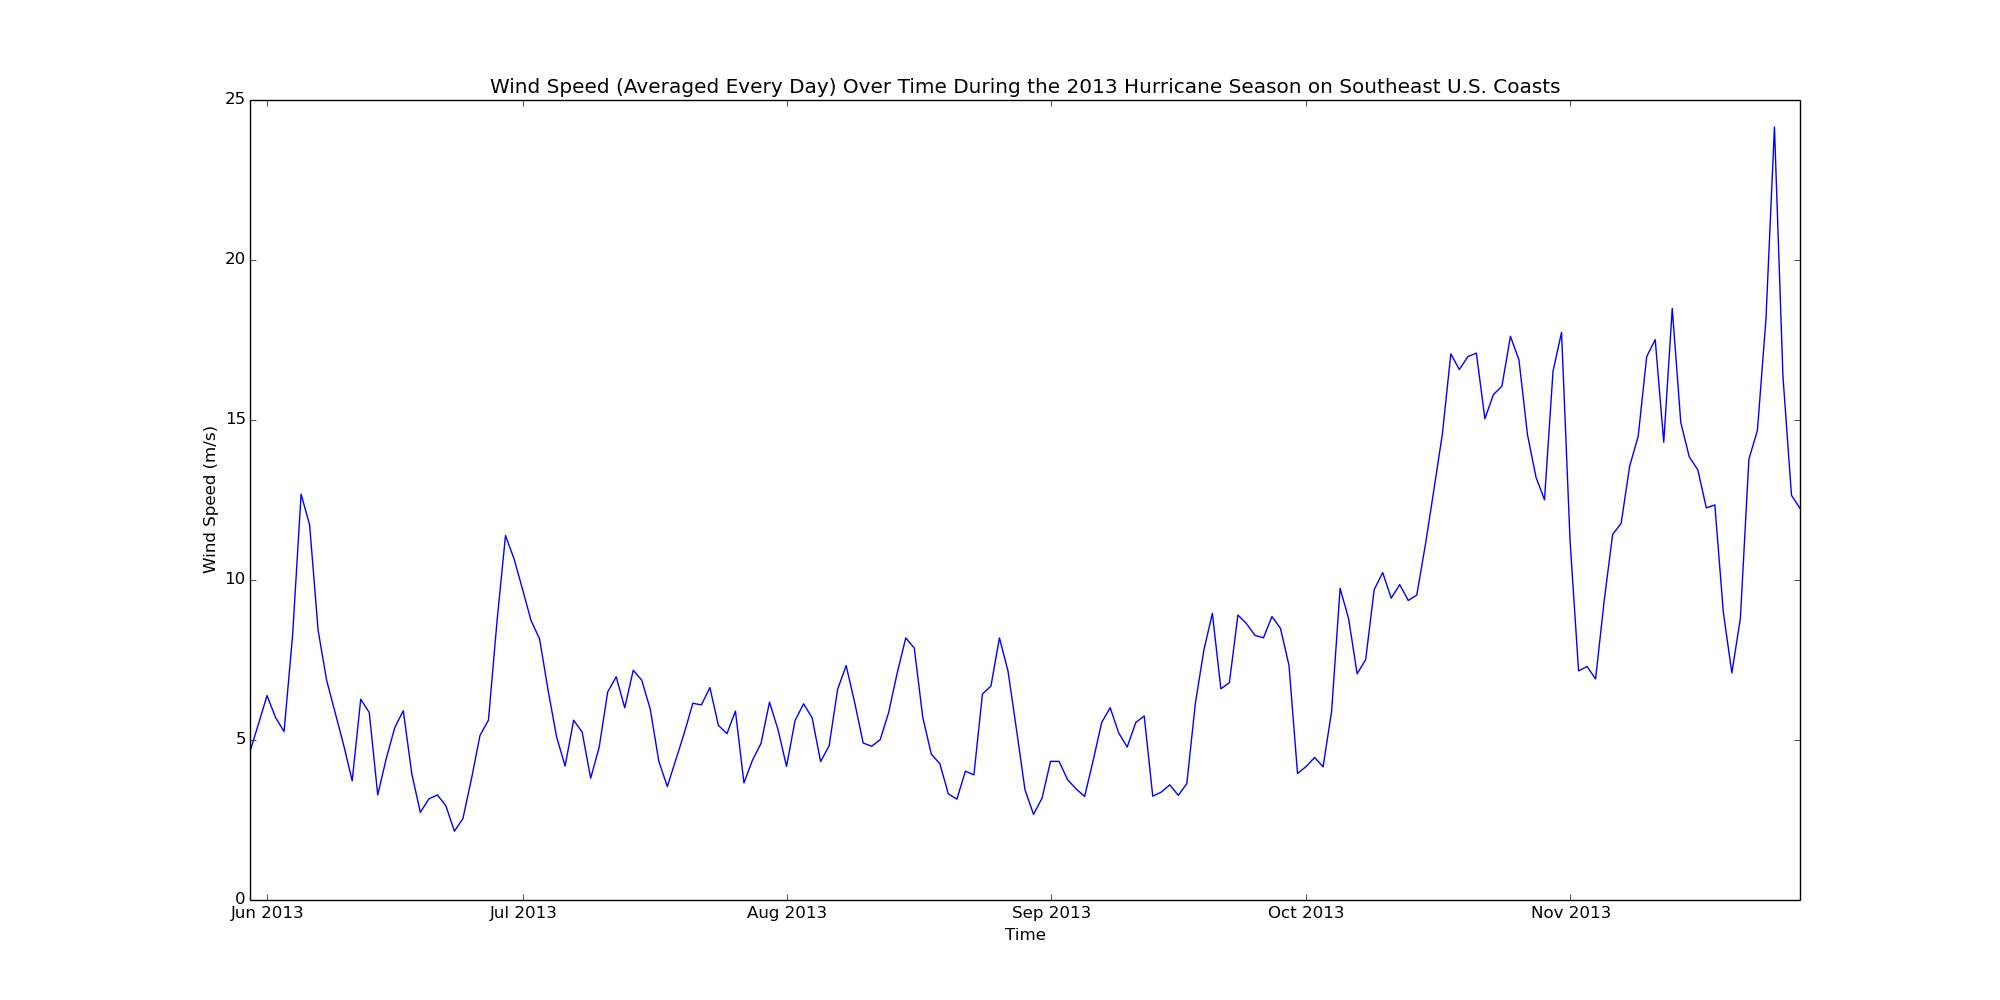 Wind Speed (Averaged Every Day) Over Time During the 2013 Hurricane Season on Southeast U.S. Coasts
25
20
15
10
5
0
Wind Speed (m/s)
Jun 2013
Jul 2013
Aug 2013
Sep 2013
Oct 2013
Nov 2013
Time